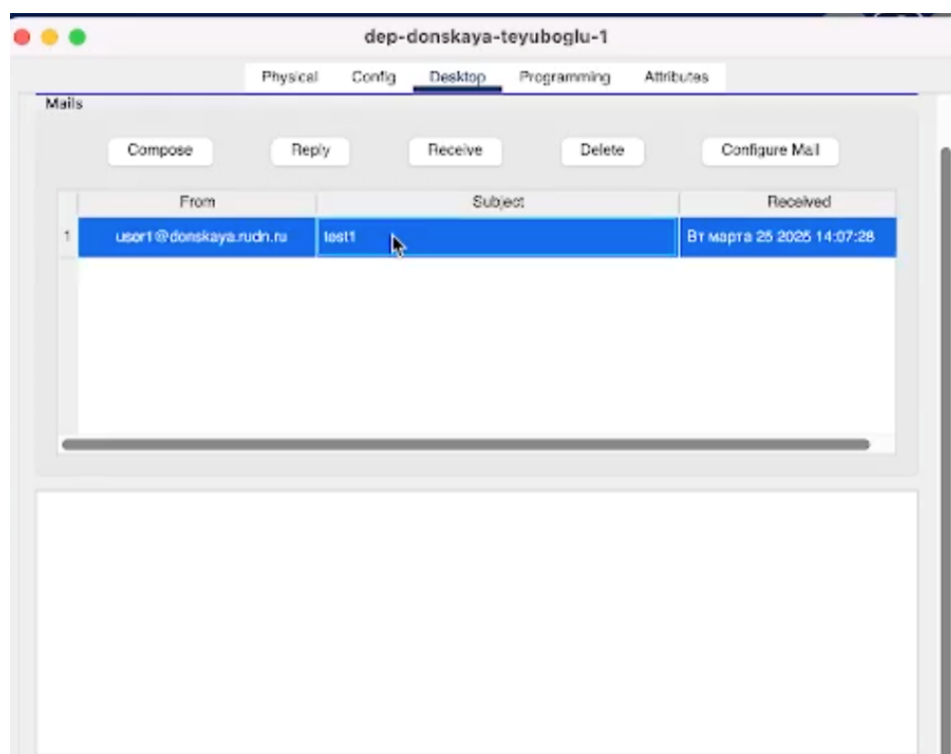 dep-donskaya-teyuboglu-1
Physical Config Desktop Programming Attributes
Mails
Compose Reply Receive Delete Configure Mail
From Subject Received
1 user1@donskaya.rudn.ru test1 Вт марта 25 2025 14:07:28